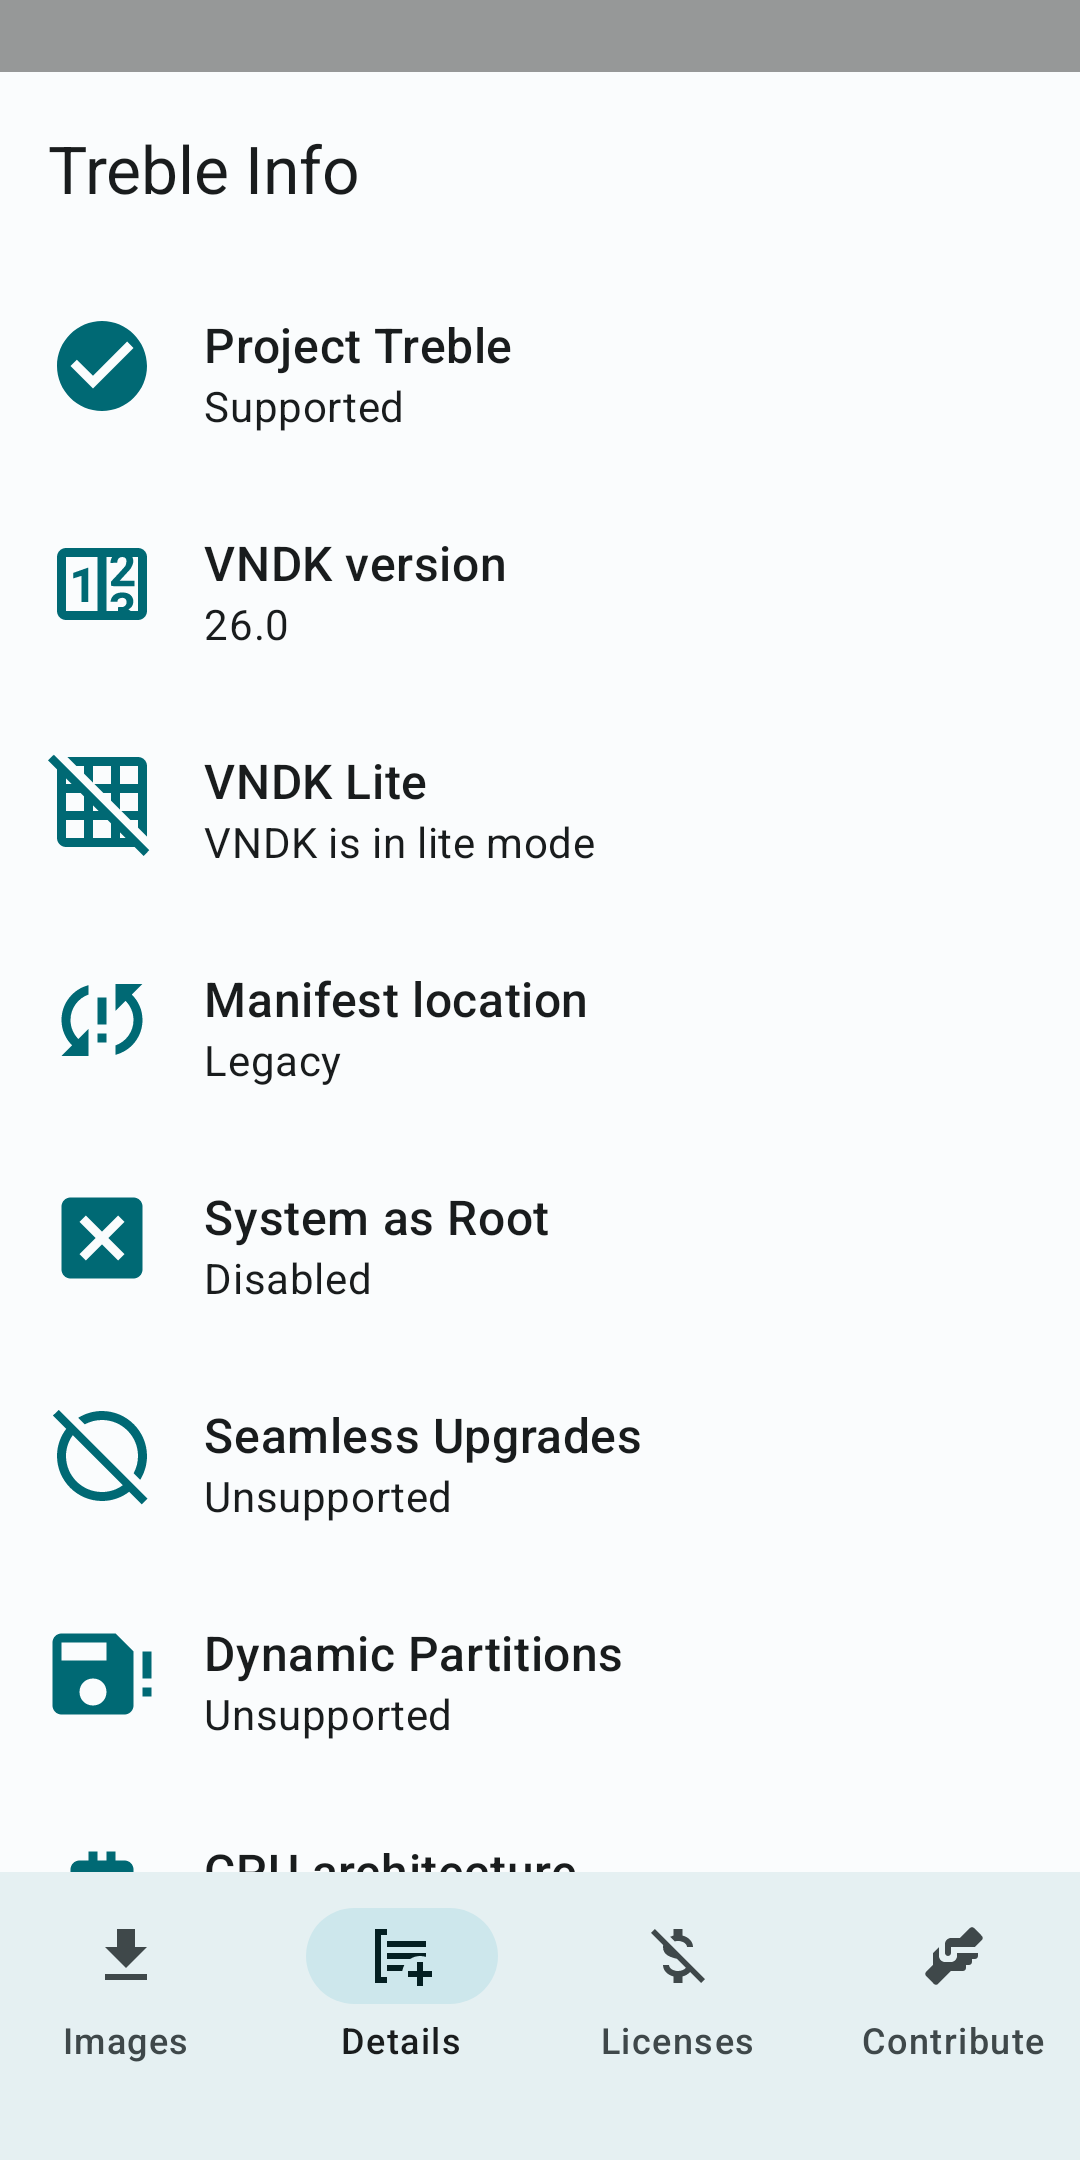 Treble Info
Project Treble
Supported
VNDK version
26.0
VNDK Lite
VNDK is in lite mode
Manifest location
Legacy
System as Root
Disabled
Seamless Upgrades
Unsupported
Dynamic Partitions
Unsupported
CPU architecture
Images
Details
Licenses
Contribute